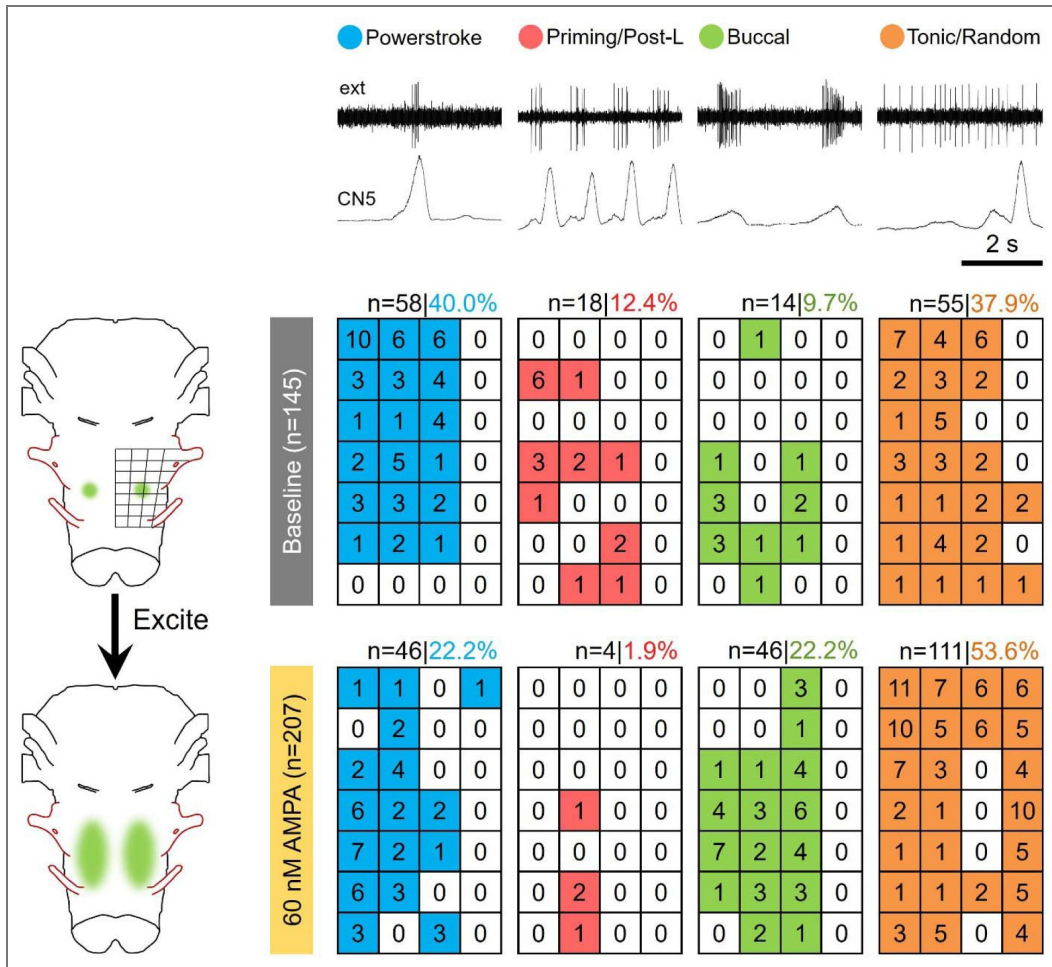 Powerstroke Priming/Post-L Buccal Tonic/Random
ext
CN5
2 s
n=58|40.0% n=18|12.4% n=14|9.7% n=55|37.9%
Baseline (n=145)
10 6 6 0 0 0 0 0 0 1 0 0 7 4 6 0
3 3 4 0 6 1 0 0 0 0 0 0 2 3 2 0
1 1 4 0 0 0 0 0 0 0 0 0 1 5 0 0
2 5 1 0 3 2 1 0 1 0 1 0 3 3 2 0
3 3 2 0 1 0 0 0 3 0 2 0 1 1 2 2
1 2 1 0 0 0 2 0 3 1 1 0 1 4 2 0
0 0 0 0 0 1 1 0 0 1 0 0 1 1 1 1
Excite
n=46|22.2% n=4|1.9% n=46|22.2% n=111|53.6%
60 nM AMPA (n=207)
1 1 0 1 0 0 0 0 0 0 3 0 11 7 6 6
0 2 0 0 0 0 0 0 0 0 1 0 10 5 6 5
2 4 0 0 0 0 0 0 1 1 4 0 7 3 0 4
6 2 2 0 0 1 0 0 4 3 6 0 2 1 0 10
7 2 1 0 0 0 0 0 7 2 4 0 1 1 0 5
6 3 0 0 0 2 0 0 1 3 3 0 1 1 2 5
3 0 3 0 0 1 0 0 0 2 1 0 3 5 0 4